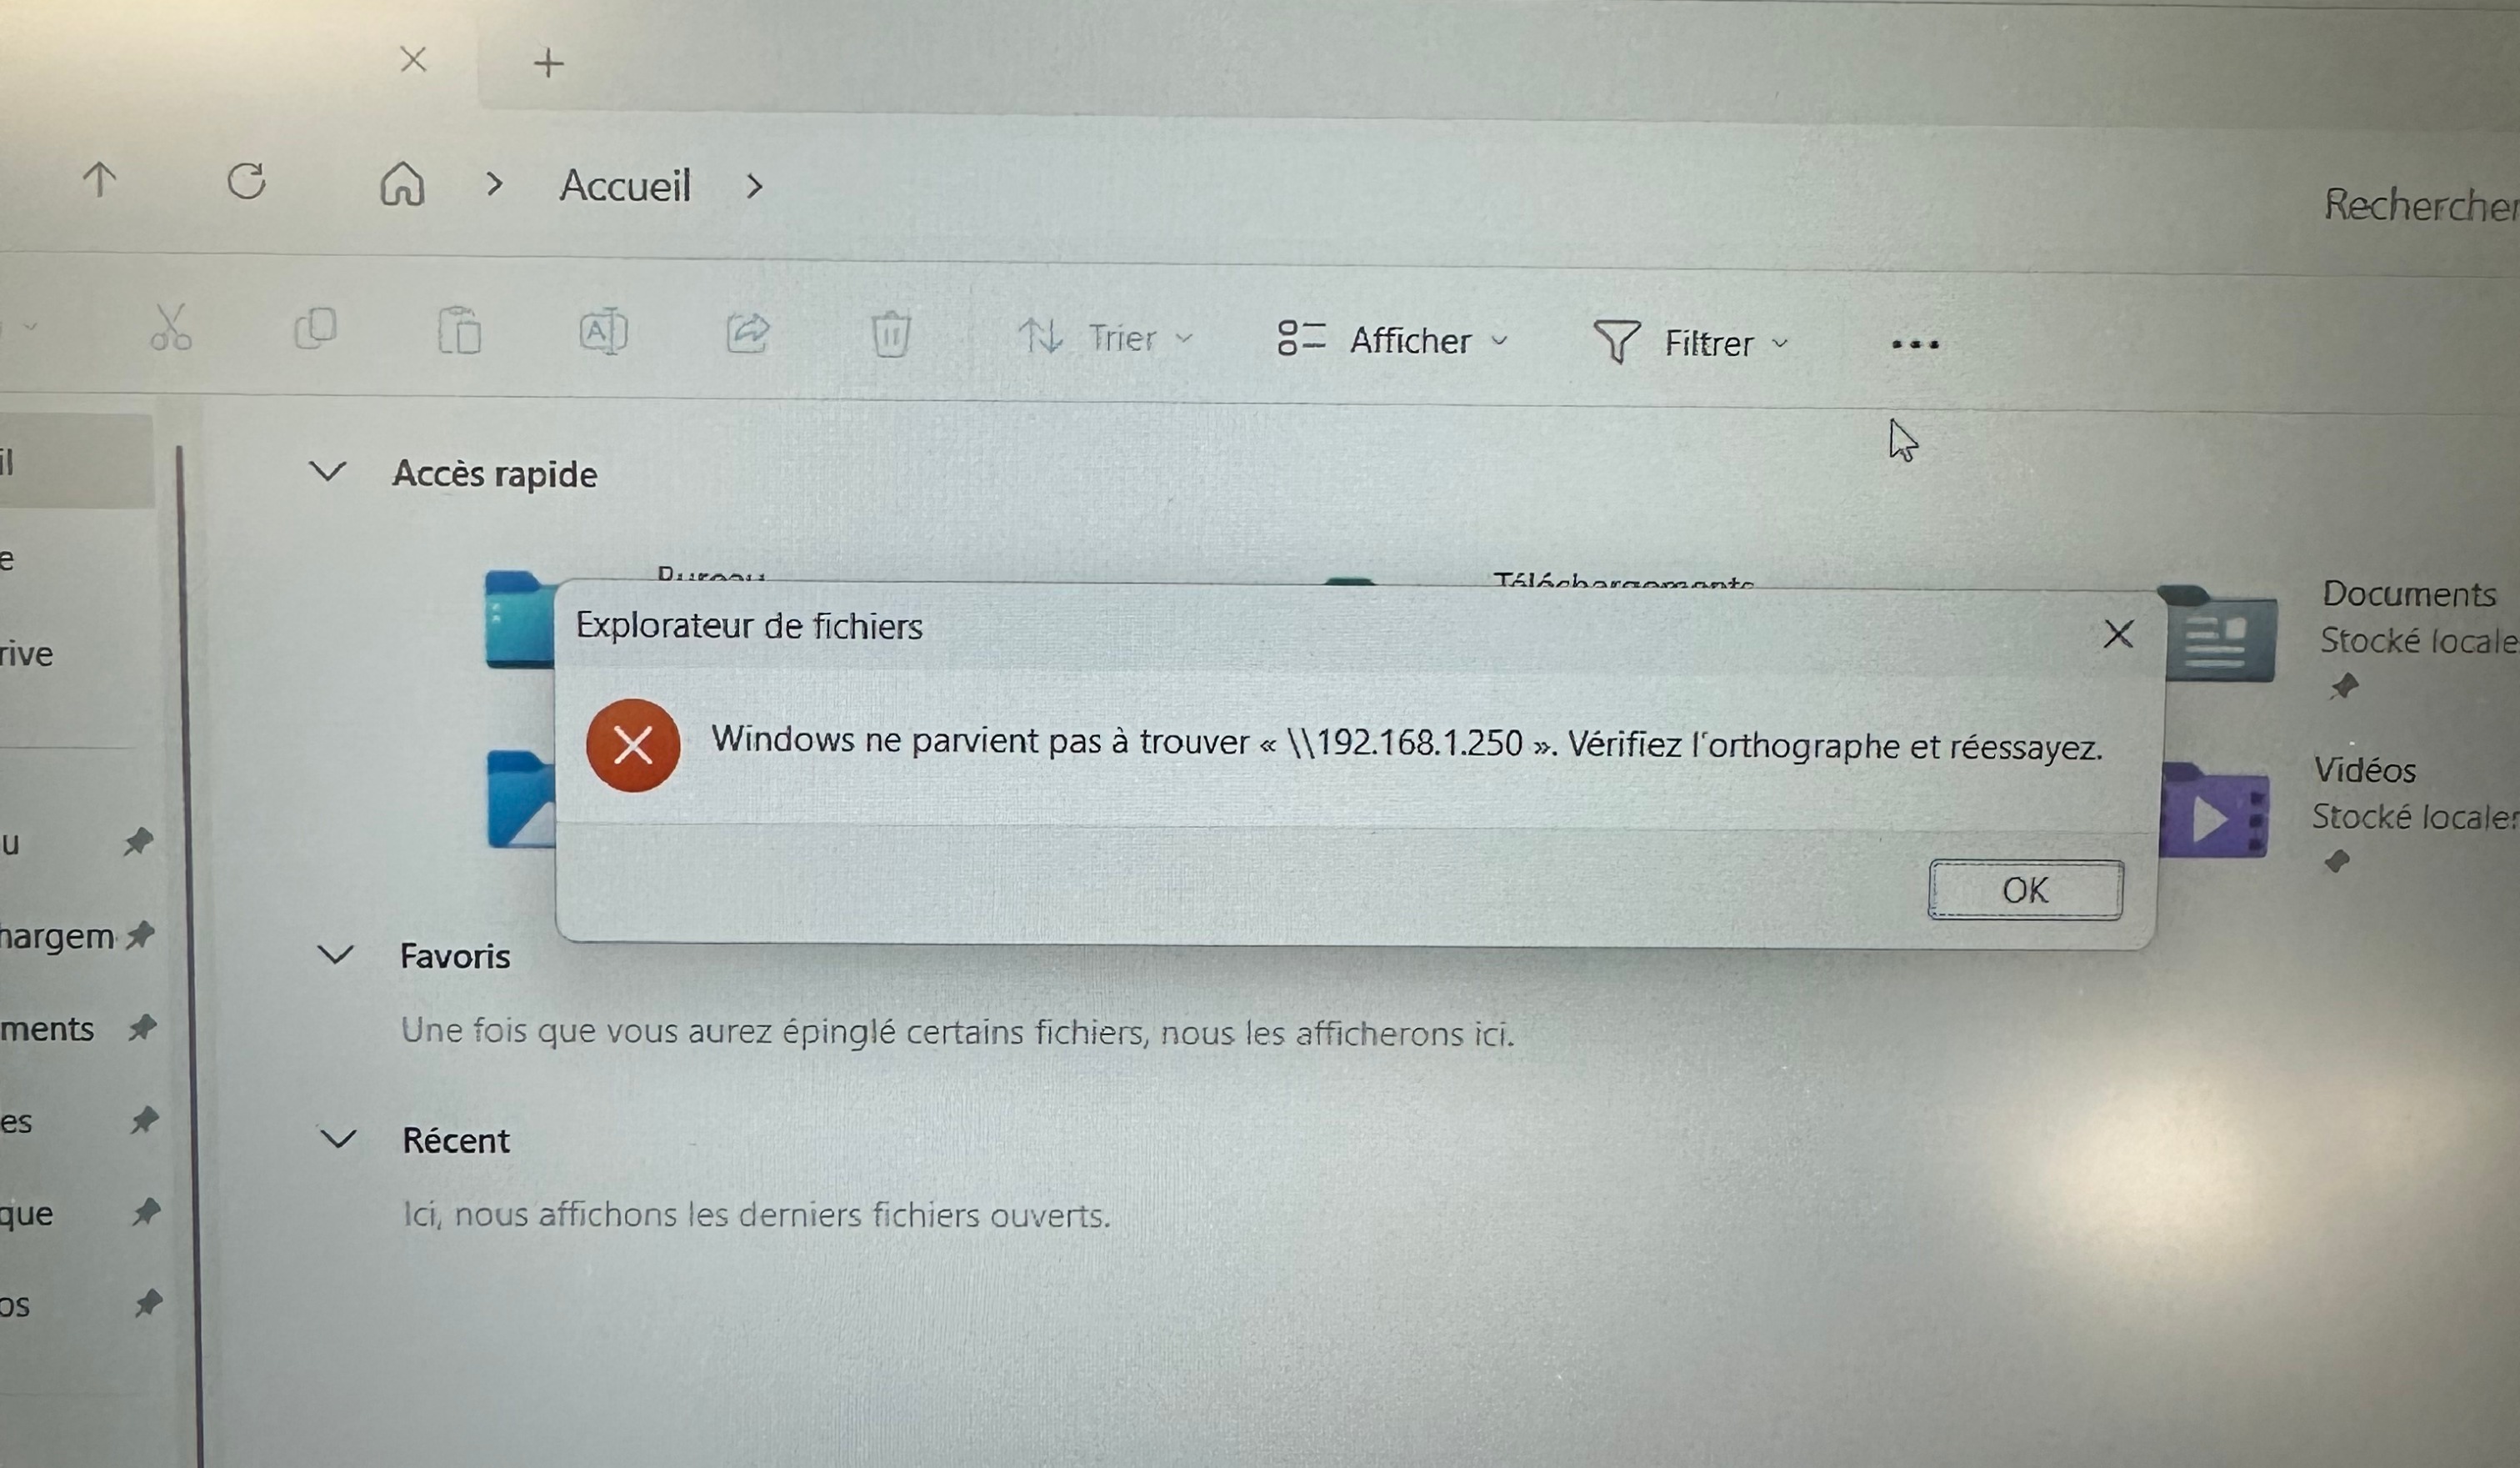 Accueil
Rechercher
Trier
Afficher
Filtrer
il
Accès rapide
e
Bureau
Téléchargements
Documents
Stocké locale
rive
Explorateur de fichiers
Windows ne parvient pas à trouver « \\192.168.1.250 ». Vérifiez l'orthographe et réessayez.
Vidéos
Stocké localer
u
OK
hargem
Favoris
ments
Une fois que vous aurez épinglé certains fichiers, nous les afficherons ici.
es
Récent
que
Ici, nous affichons les derniers fichiers ouverts.
os